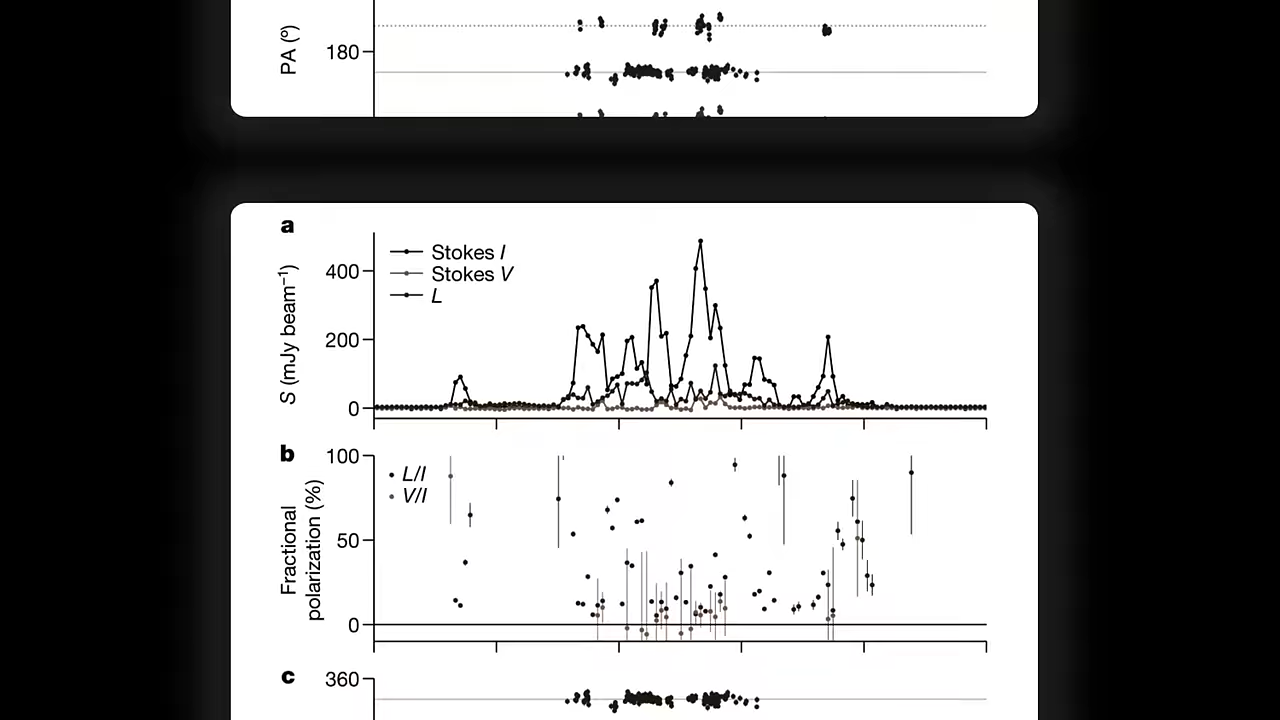 PA (º)
180
a
Stokes I
Stokes V
L
S (mJy beam⁻¹)
400
200
0
b
L/I
V/I
Fractional
polarization (%)
100
50
0
c
360